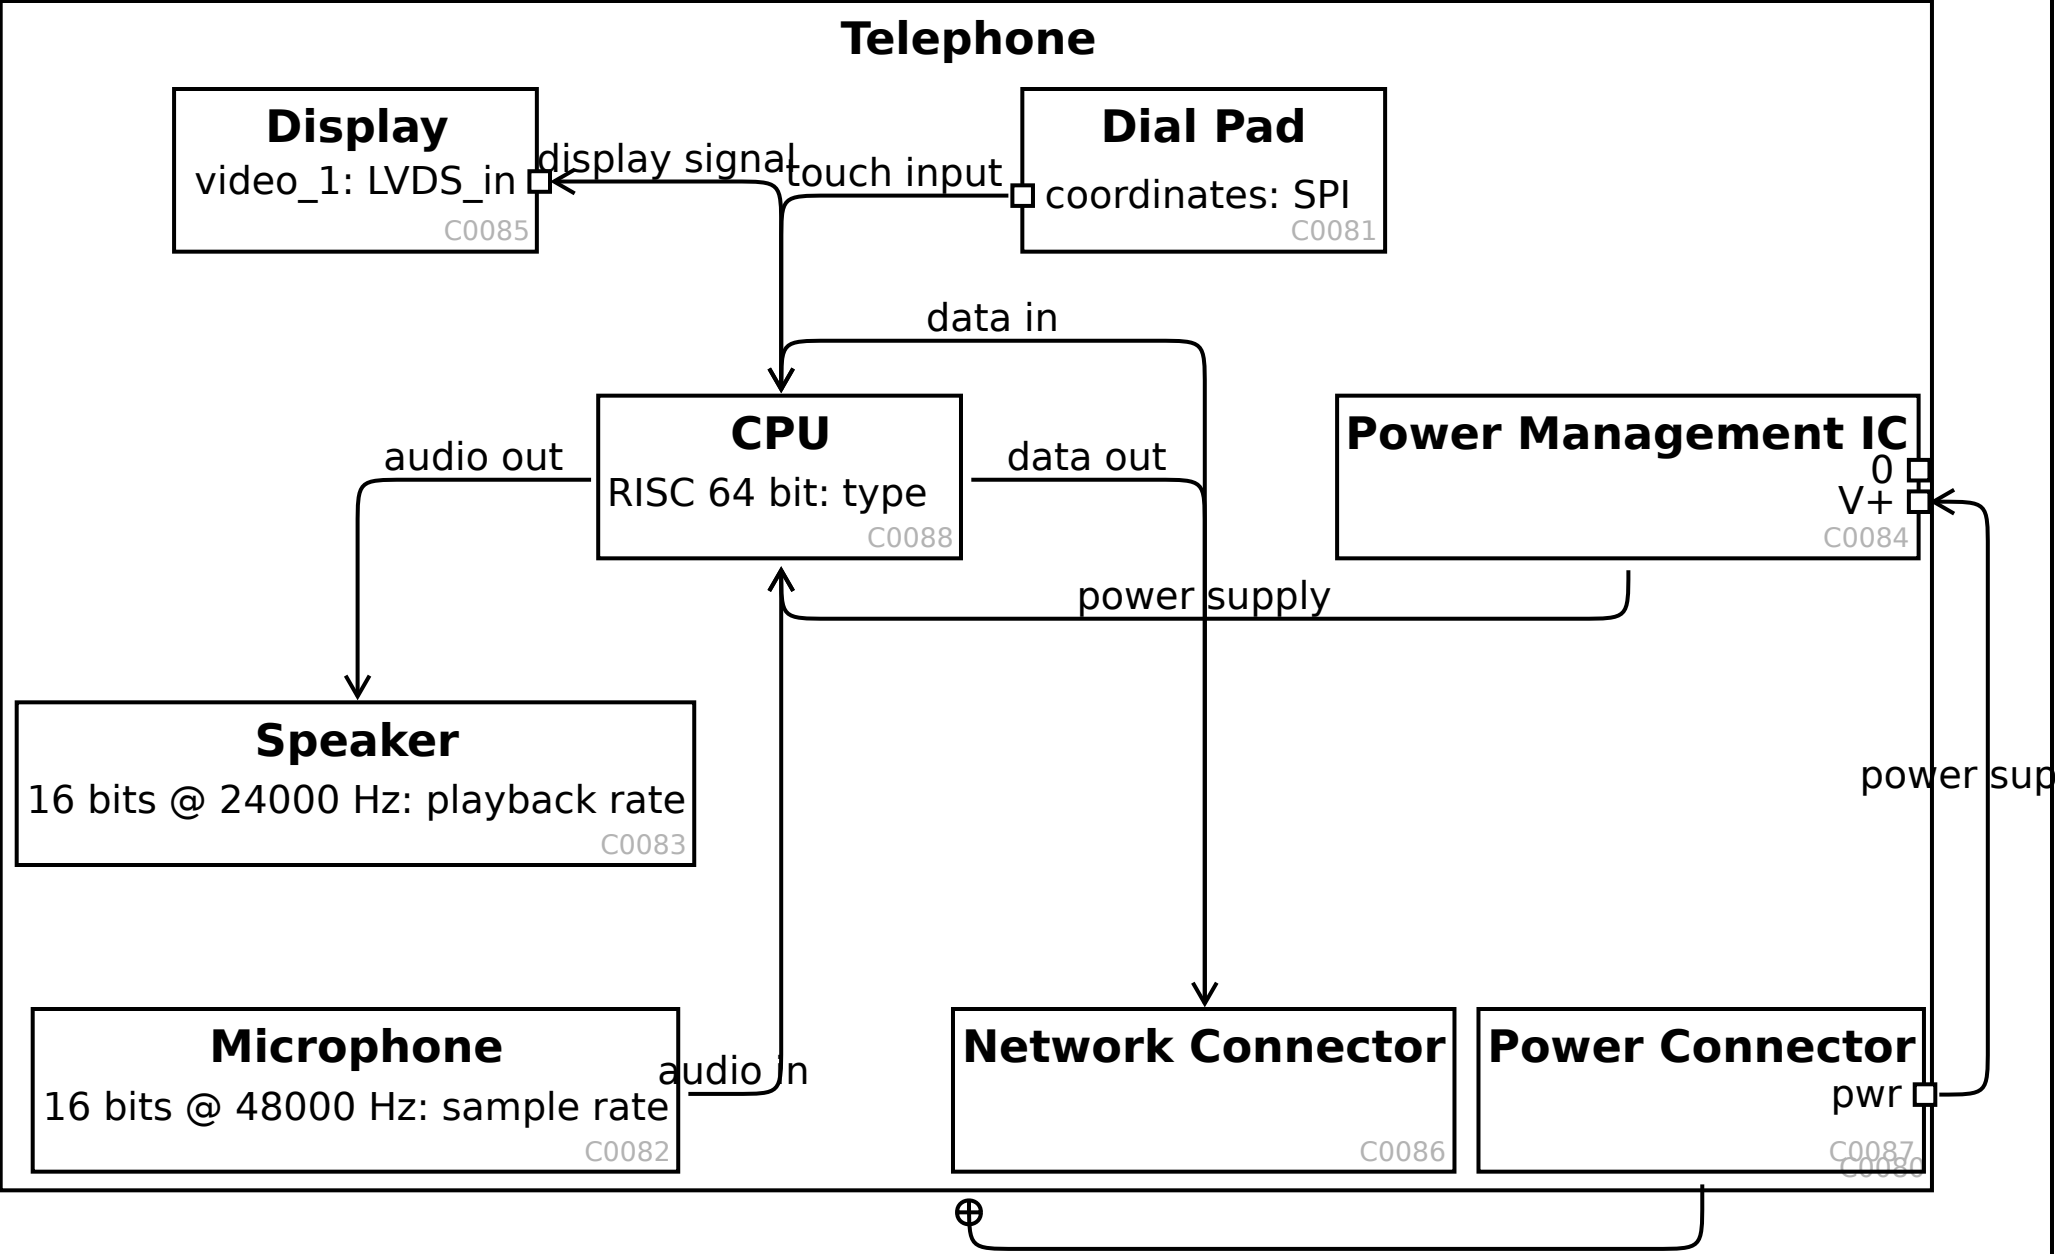 Telephone
Display
video_1: LVDS_in
C0085
display signal
touch input
Dial Pad
coordinates: SPI
C0081
data in
CPU
RISC 64 bit: type
C0088
audio out
data out
Power Management IC
0
V+
C0084
power supply
Speaker
16 bits @ 24000 Hz: playback rate
C0083
power sup
Microphone
16 bits @ 48000 Hz: sample rate
C0082
audio in
Network Connector
C0086
Power Connector
pwr
C0087
C0080